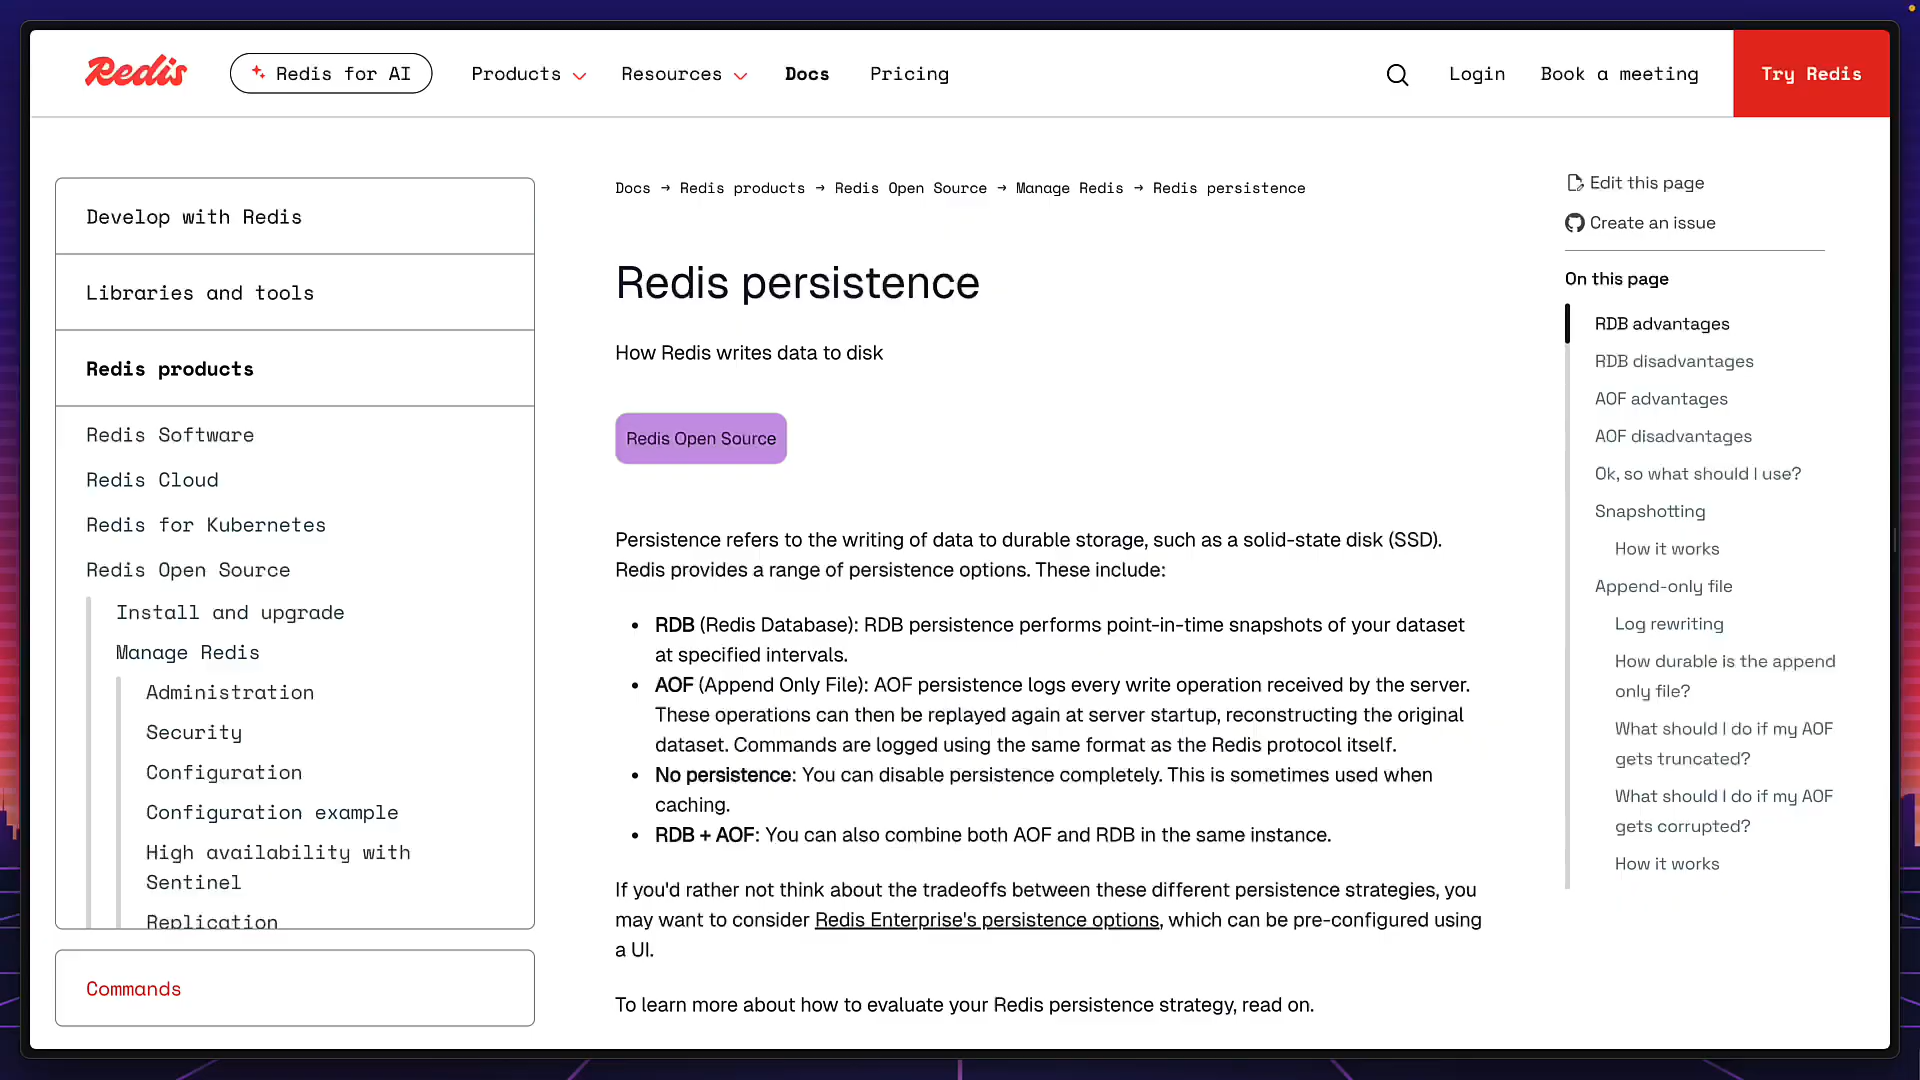 Redis
Redis for AI
Products
Resources
Docs
Pricing
Login
Book a meeting
Try Redis
Develop with Redis
Libraries and tools
Redis products
Redis Software
Redis Cloud
Redis for Kubernetes
Redis Open Source
Install and upgrade
Manage Redis
Administration
Security
Configuration
Configuration example
High availability with
Sentinel
Replication
Commands
Docs → Redis products → Redis Open Source → Manage Redis → Redis persistence
Redis persistence
How Redis writes data to disk
Redis Open Source
Persistence refers to the writing of data to durable storage, such as a solid-state disk (SSD).
Redis provides a range of persistence options. These include:
• RDB (Redis Database): RDB persistence performs point-in-time snapshots of your dataset
at specified intervals.
• AOF (Append Only File): AOF persistence logs every write operation received by the server.
These operations can then be replayed again at server startup, reconstructing the original
dataset. Commands are logged using the same format as the Redis protocol itself.
• No persistence: You can disable persistence completely. This is sometimes used when
caching.
• RDB + AOF: You can also combine both AOF and RDB in the same instance.
If you'd rather not think about the tradeoffs between these different persistence strategies, you
may want to consider Redis Enterprise's persistence options, which can be pre-configured using
a UI.
To learn more about how to evaluate your Redis persistence strategy, read on.
Edit this page
Create an issue
On this page
RDB advantages
RDB disadvantages
AOF advantages
AOF disadvantages
Ok, so what should I use?
Snapshotting
How it works
Append-only file
Log rewriting
How durable is the append
only file?
What should I do if my AOF
gets truncated?
What should I do if my AOF
gets corrupted?
How it works